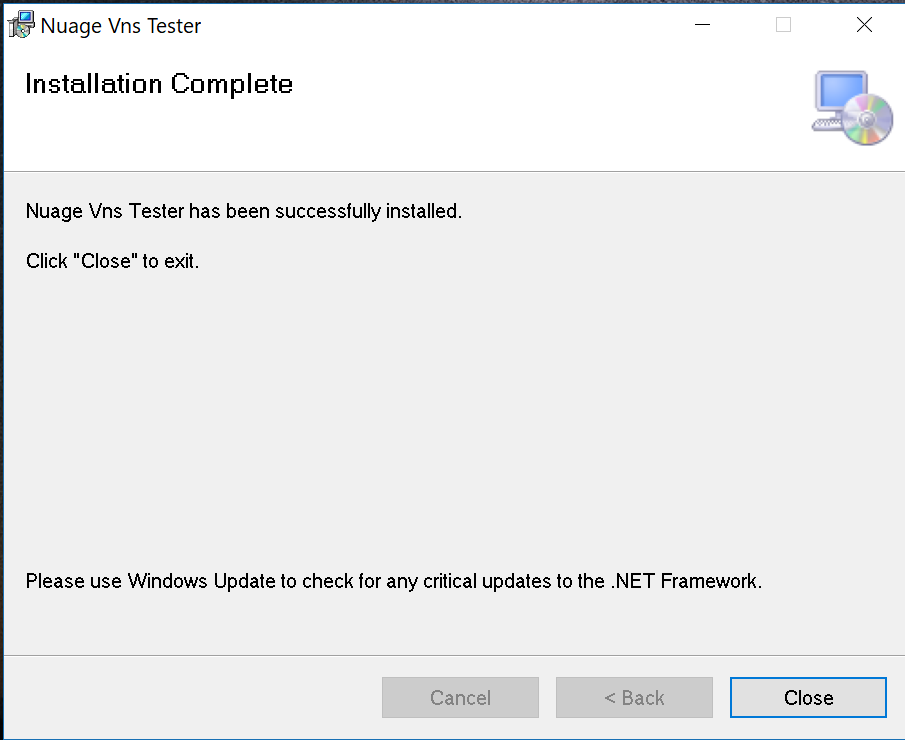 Nuage Vns Tester
Installation Complete
Nuage Vns Tester has been successfully installed.
Click "Close" to exit.
Please use Windows Update to check for any critical updates to the .NET Framework.
Cancel
< Back
Close